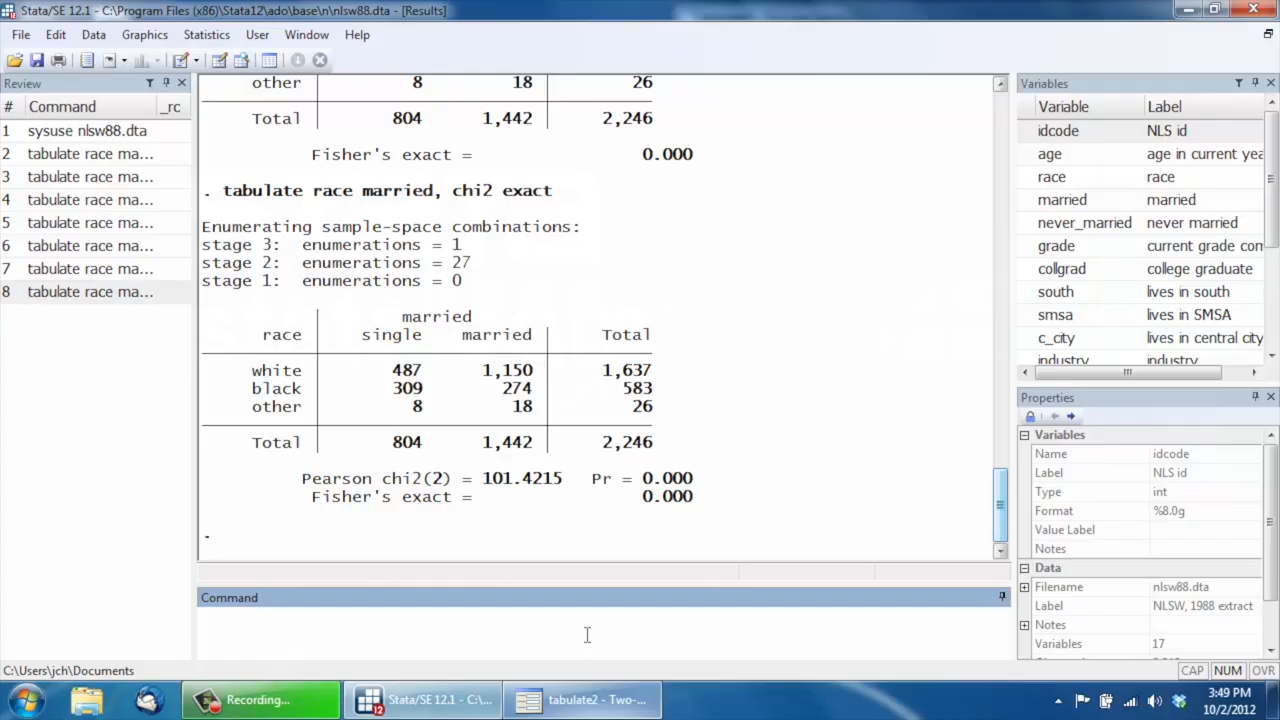 Stata/SE 12.1 - C:\Program Files (x86)\Stata12\ado\base\n\nlsw88.dta - [Results]
File Edit Data Graphics Statistics User Window Help
Review
# Command _rc
1 sysuse nlsw88.dta
2 tabulate race ma...
3 tabulate race ma...
4 tabulate race ma...
5 tabulate race ma...
6 tabulate race ma...
7 tabulate race ma...
8 tabulate race ma...
other 8 18 26
Total 804 1,442 2,246
Fisher's exact = 0.000
. tabulate race married, chi2 exact
Enumerating sample-space combinations:
stage 3: enumerations = 1
stage 2: enumerations = 27
stage 1: enumerations = 0
married
race single married Total
white 487 1,150 1,637
black 309 274 583
other 8 18 26
Total 804 1,442 2,246
Pearson chi2(2) = 101.4215 Pr = 0.000
Fisher's exact = 0.000
.
Command
Variables
Variable Label
idcode NLS id
age age in current yea
race race
married married
never_married never married
grade current grade con
collgrad college graduate
south lives in south
smsa lives in SMSA
c_city lives in central city
industry industry
Properties
Variables
Name idcode
Label NLS id
Type int
Format %8.0g
Value Label
Notes
Data
Filename nlsw88.dta
Label NLSW, 1988 extract
Notes
Variables 17
C:\Users\jch\Documents
CAP NUM OVR
Recording...
Stata/SE 12.1 - C:\...
tabulate2 - Two-...
3:49 PM
10/2/2012